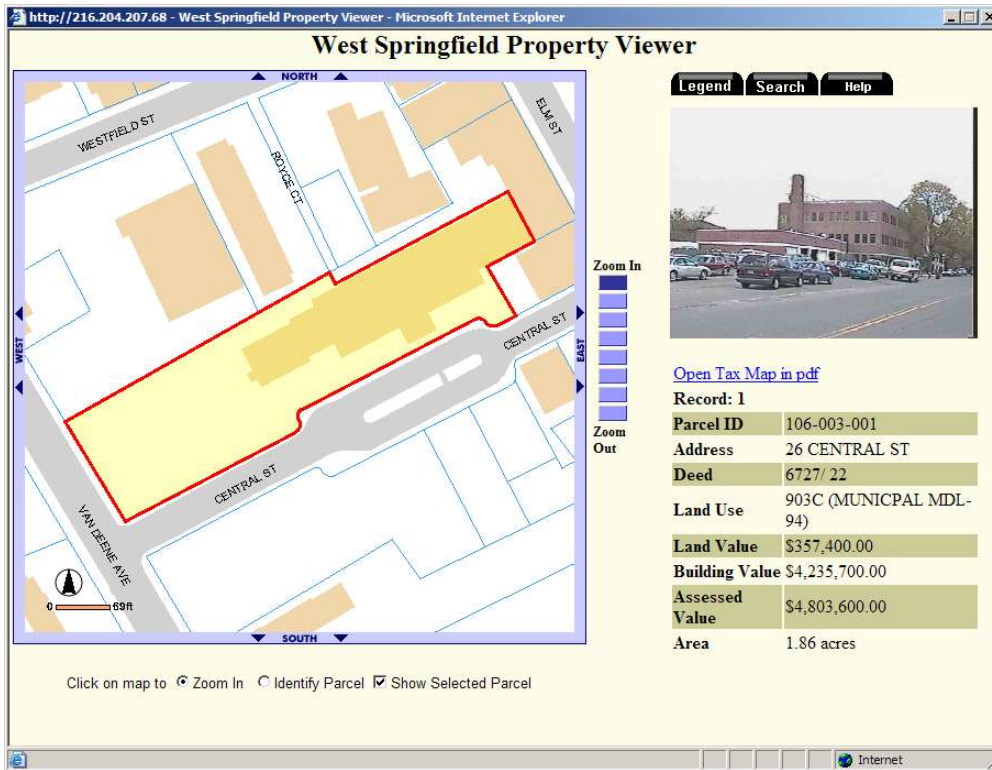 http://216.204.207.68 - West Springfield Property Viewer - Microsoft Internet Explorer
West Springfield Property Viewer
NORTH
WESTFIELD ST
ROYCE CT
ELM ST
WEST
EAST
CENTRAL ST
CENTRAL ST
VAN DEENE AVE
0 69ft
SOUTH
Zoom In
Zoom
Out
Legend Search Help
Open Tax Map in pdf
Record: 1
Parcel ID 106-003-001
Address 26 CENTRAL ST
Deed 6727/ 22
Land Use 903C (MUNICPAL MDL-
94)
Land Value $357,400.00
Building Value $4,235,700.00
Assessed
Value $4,803,600.00
Area 1.86 acres
Click on map to Zoom In Identify Parcel Show Selected Parcel
Internet